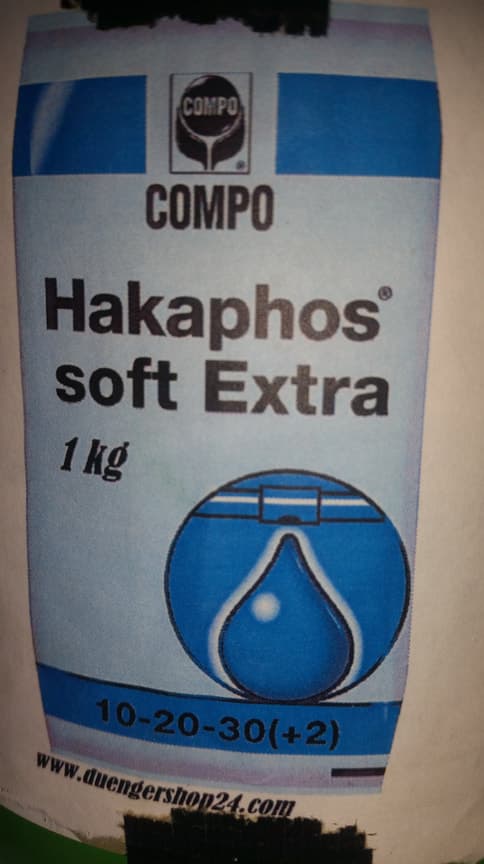 COMPO
®
COMPO
Hakaphos®
soft Extra
1 kg
10-20-30(+2)
www.duengershop24.com